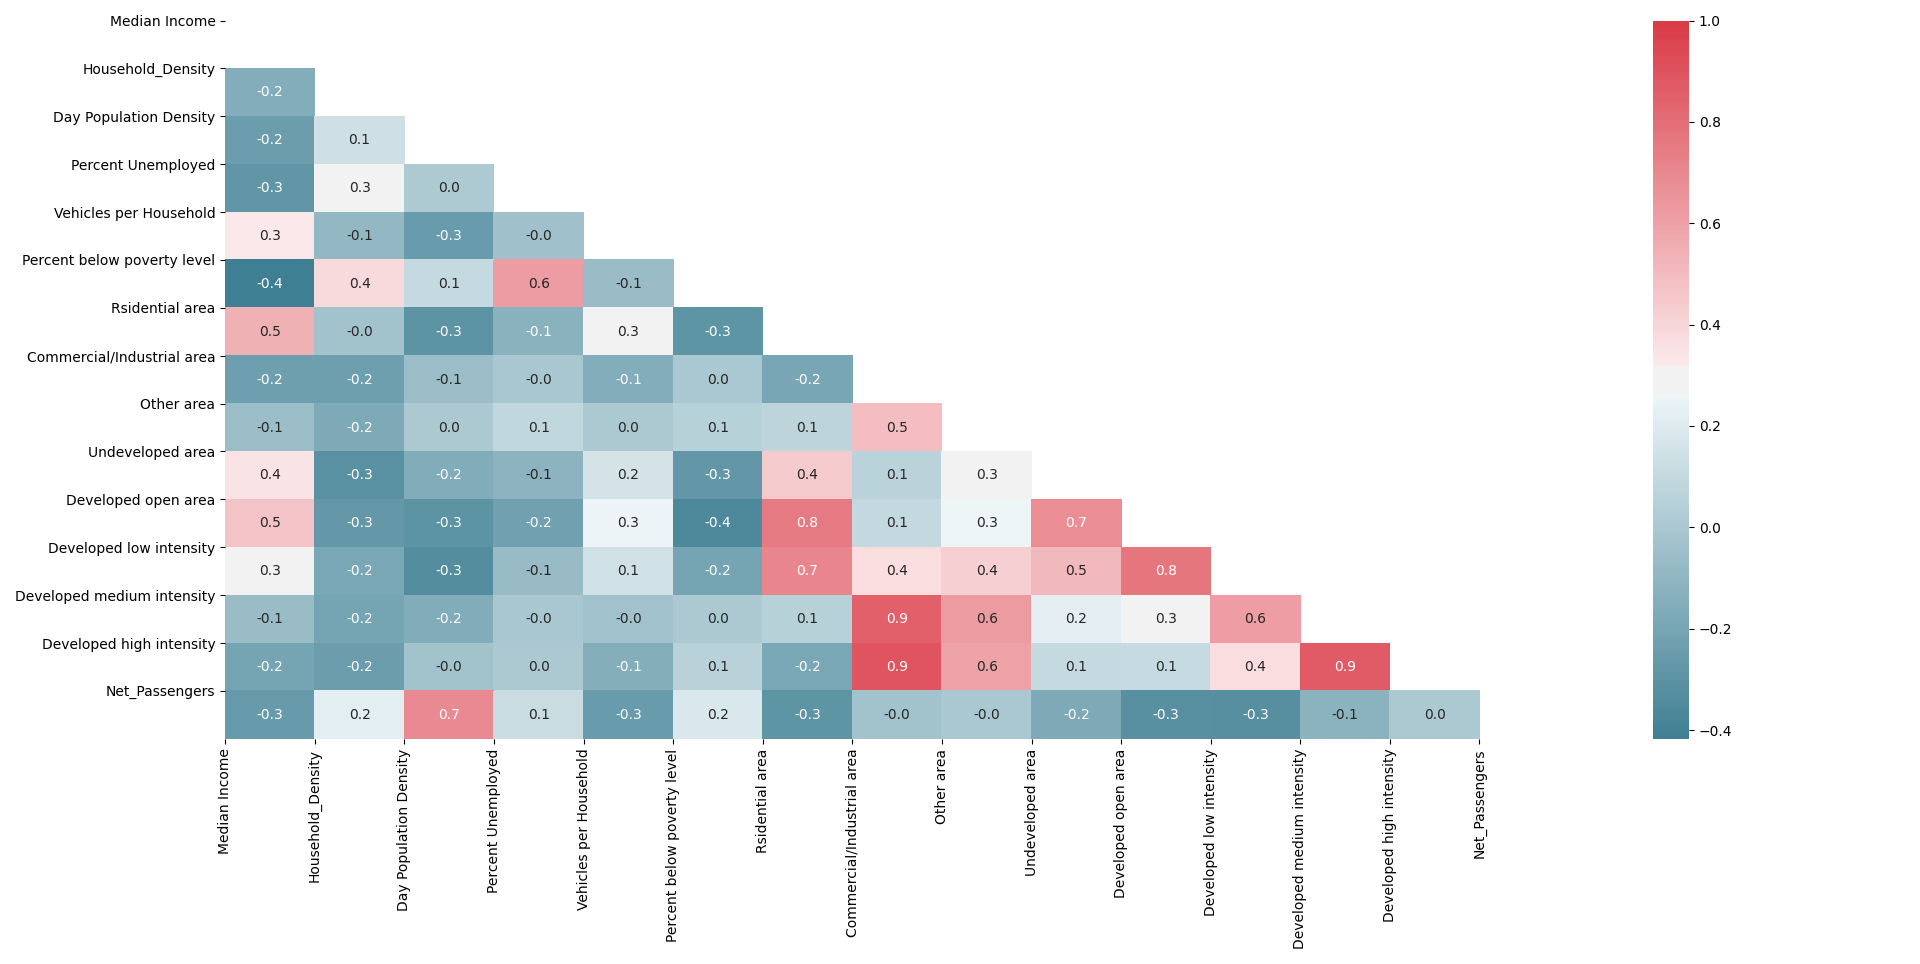 Median Income
Household_Density
-0.2
Day Population Density
-0.2 0.1
Percent Unemployed
-0.3 0.3 0.0
Vehicles per Household
0.3 -0.1 -0.3 -0.0
Percent below poverty level
-0.4 0.4 0.1 0.6 -0.1
Rsidential area
0.5 -0.0 -0.3 -0.1 0.3 -0.3
Commercial/Industrial area
-0.2 -0.2 -0.1 -0.0 -0.1 0.0 -0.2
Other area
-0.1 -0.2 0.0 0.1 0.0 0.1 0.1 0.5
Undeveloped area
0.4 -0.3 -0.2 -0.1 0.2 -0.3 0.4 0.1 0.3
Developed open area
0.5 -0.3 -0.3 -0.2 0.3 -0.4 0.8 0.1 0.3 0.7
Developed low intensity
0.3 -0.2 -0.3 -0.1 0.1 -0.2 0.7 0.4 0.4 0.5 0.8
Developed medium intensity
-0.1 -0.2 -0.2 -0.0 -0.0 0.0 0.1 0.9 0.6 0.2 0.3 0.6
Developed high intensity
-0.2 -0.2 -0.0 0.0 -0.1 0.1 -0.2 0.9 0.6 0.1 0.1 0.4 0.9
Net_Passengers
-0.3 0.2 0.7 0.1 -0.3 0.2 -0.3 -0.0 -0.0 -0.2 -0.3 -0.3 -0.1 0.0
Median Income
Household_Density
Day Population Density
Percent Unemployed
Vehicles per Household
Percent below poverty level
Rsidential area
Commercial/Industrial area
Other area
Undeveloped area
Developed open area
Developed low intensity
Developed medium intensity
Developed high intensity
Net_Passengers
1.0
0.8
0.6
0.4
0.2
0.0
−0.2
−0.4